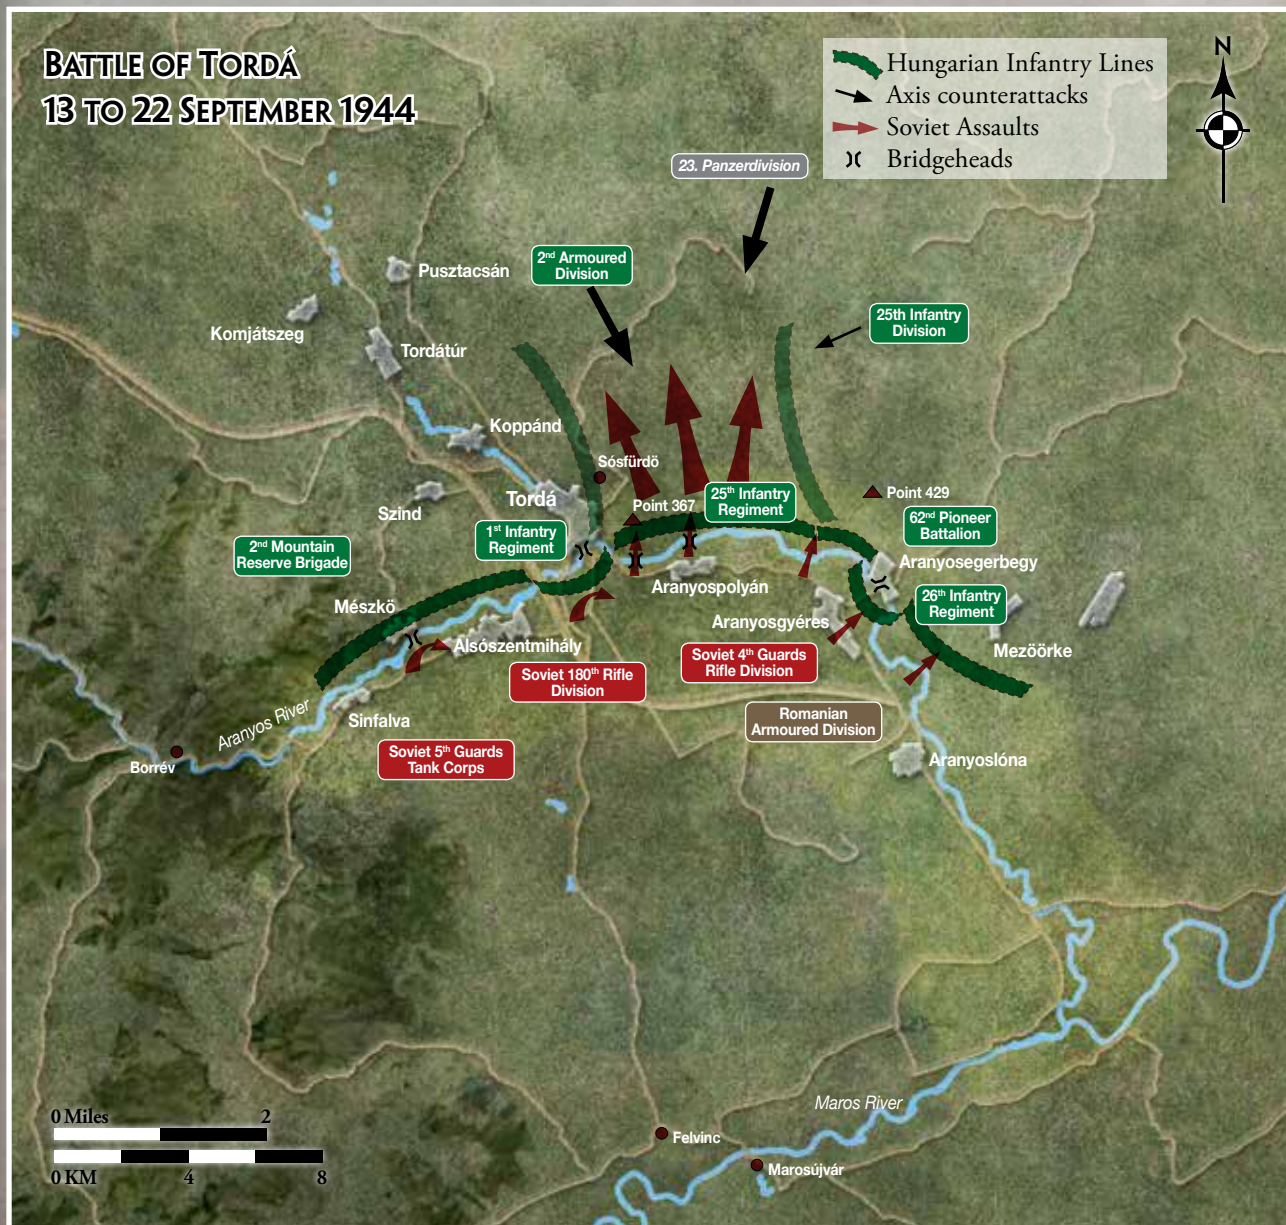 BATTLE OF TORDÁ
13 TO 22 SEPTEMBER 1944
Hungarian Infantry Lines
Axis counterattacks
Soviet Assaults
Bridgeheads
N
23. Panzerdivision
2nd Armoured
Division
Pusztacsán
Komjátszeg
Tordátúr
25th Infantry
Division
Koppánd
Sósfürdö
Tordá
Szind
Point 367
25th Infantry
Regiment
Point 429
62nd Pioneer
Battalion
1st Infantry
Regiment
2nd Mountain
Reserve Brigade
Aranyosegerbegy
Aranyospolyán
26th Infantry
Regiment
Mészkö
Aranyosgyéres
Alsószentmihály
Mezöörke
Soviet 4th Guards
Rifle Division
Soviet 180th Rifle
Division
Sinfalva
Aranyos River
Romanian
Armoured Division
Soviet 5th Guards
Tank Corps
Borrév
Aranyoslóna
Maros River
Felvinc
Marosújvár
0 Miles 2
0 KM 4 8